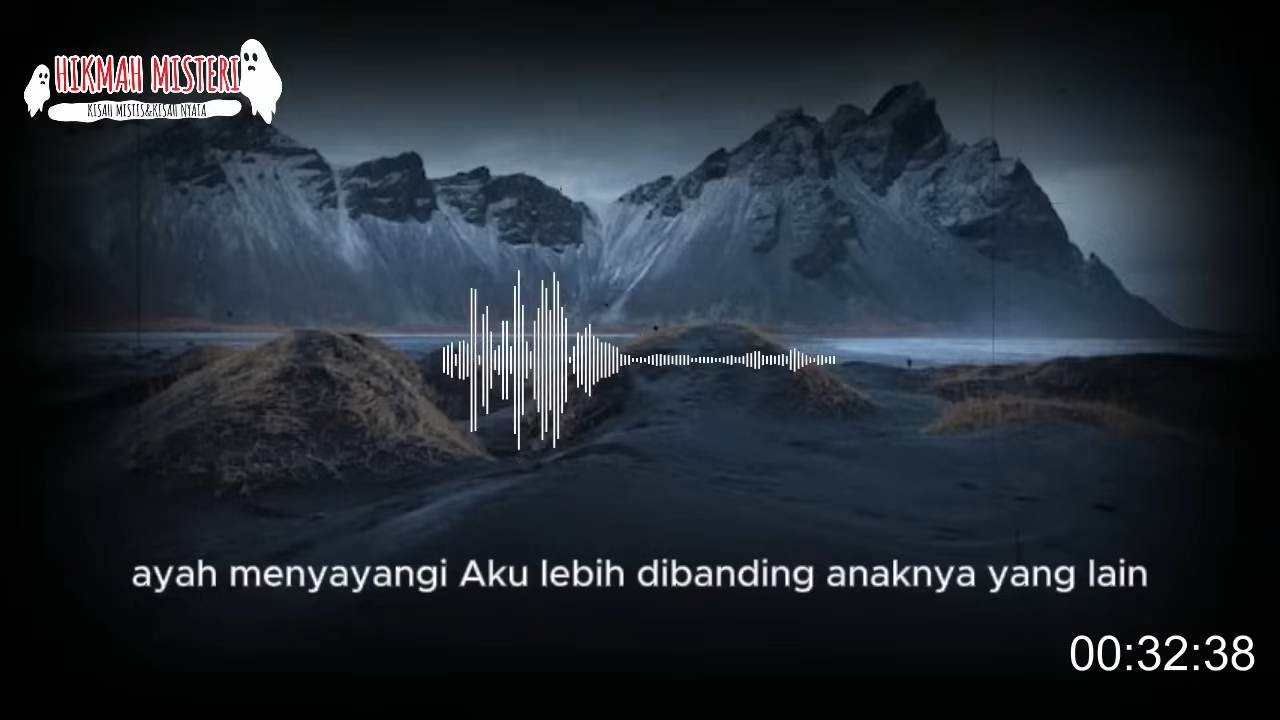 HIKMAH MISTERI
KISAH MISTIS&KISAH NYATA
ayah menyayangi Aku lebih dibanding anaknya yang lain
00:32:38